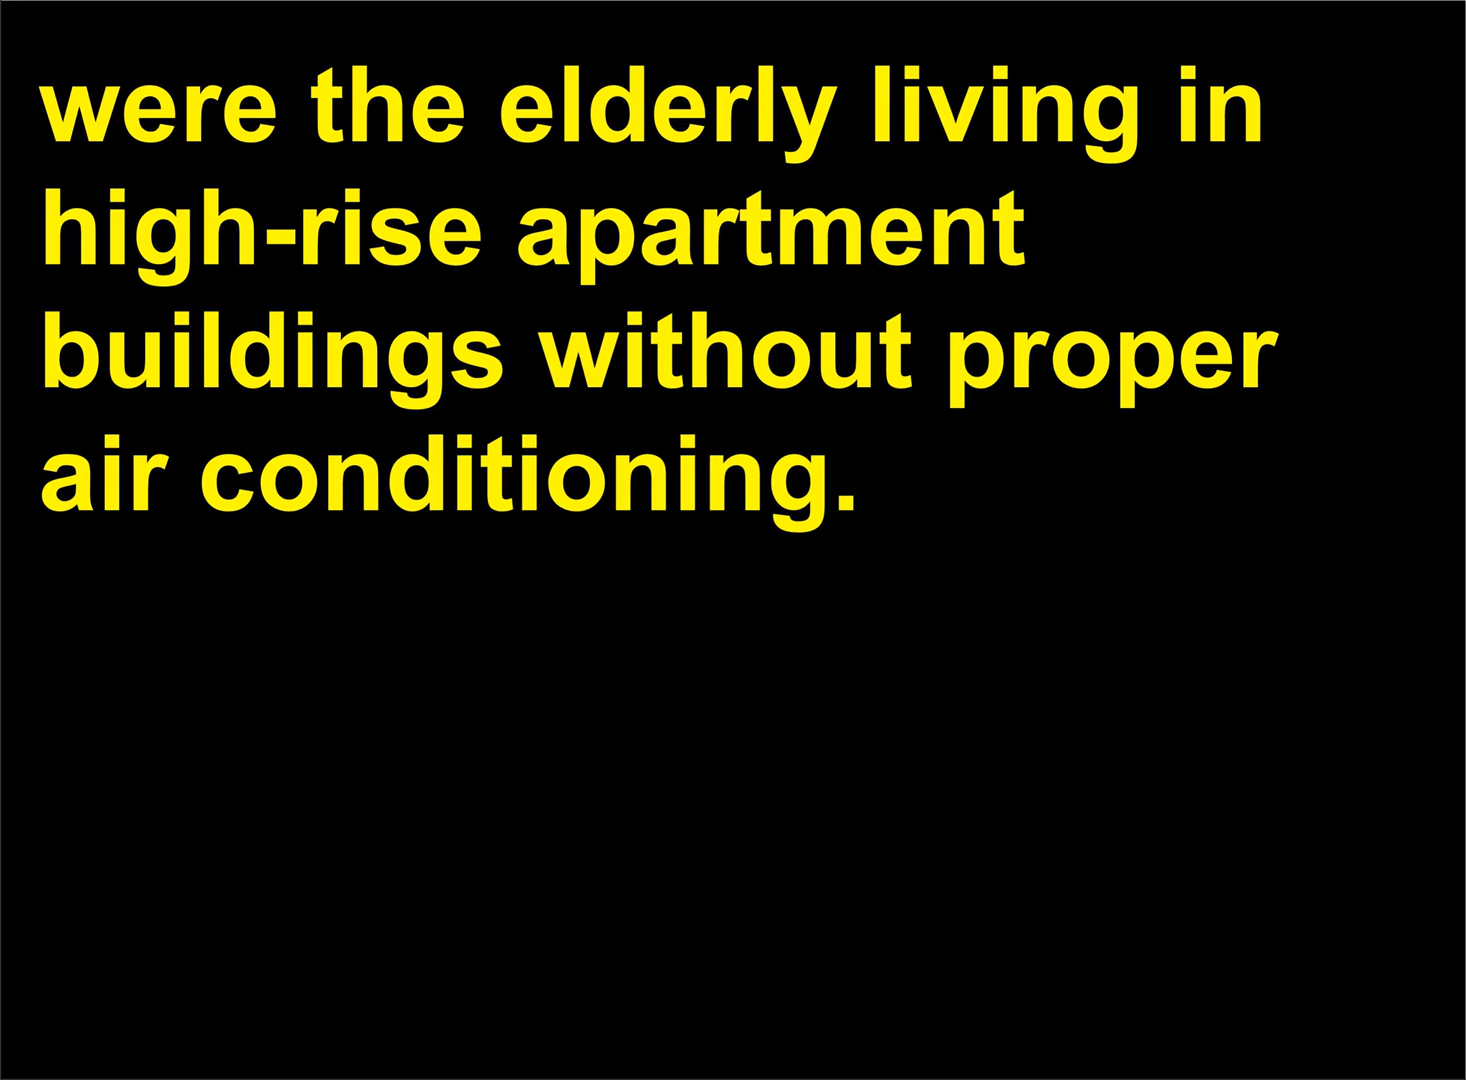 were the elderly living in
high-rise apartment
buildings without proper
air conditioning.